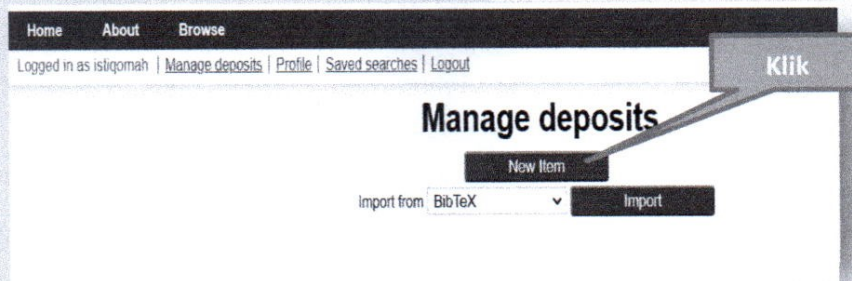 Home About Browse
Logged in as istiqomah | Manage deposits | Profile | Saved searches | Logout
Klik
Manage deposits
New Item
Import from BibTeX Import